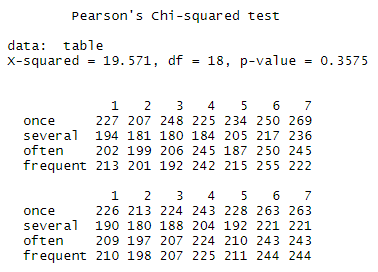 Pearson's Chi-squared test
data: table
X-squared = 19.571, df = 18, p-value = 0.3575
1 2 3 4 5 6 7
once 227 207 248 225 234 250 269
several 194 181 180 184 205 217 236
often 202 199 206 245 187 250 245
frequent 213 201 192 242 215 255 222
1 2 3 4 5 6 7
once 226 213 224 243 228 263 263
several 190 180 188 204 192 221 221
often 209 197 207 224 210 243 243
frequent 210 198 207 225 211 244 244